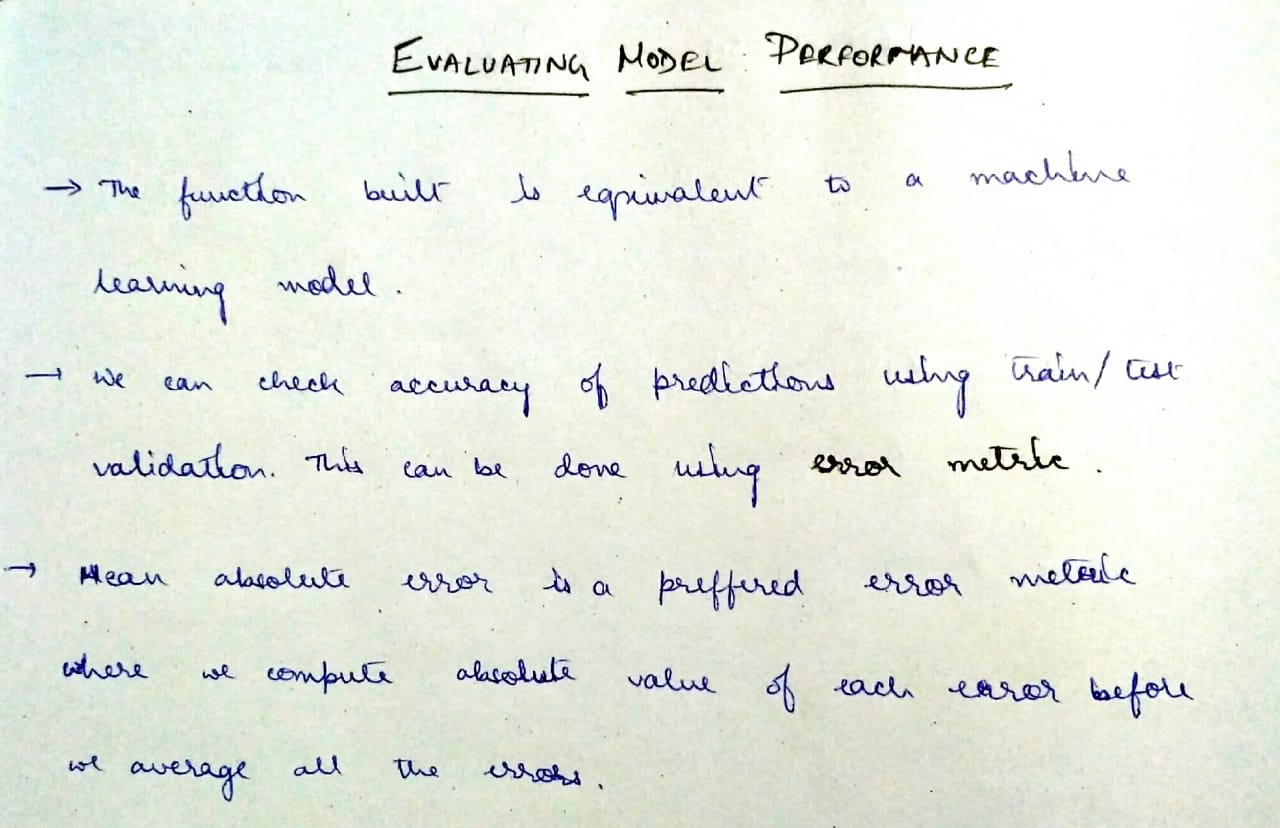 EVALUATING MODEL PERFORMANCE
→ The function built is equivalent to a machine
learning model.
→ We can check accuracy of predictions using train/test
validation. This can be done using error metric.
→ Mean absolute error is a preffered error metric
where we compute absolute value of each error before
we average all the errors.